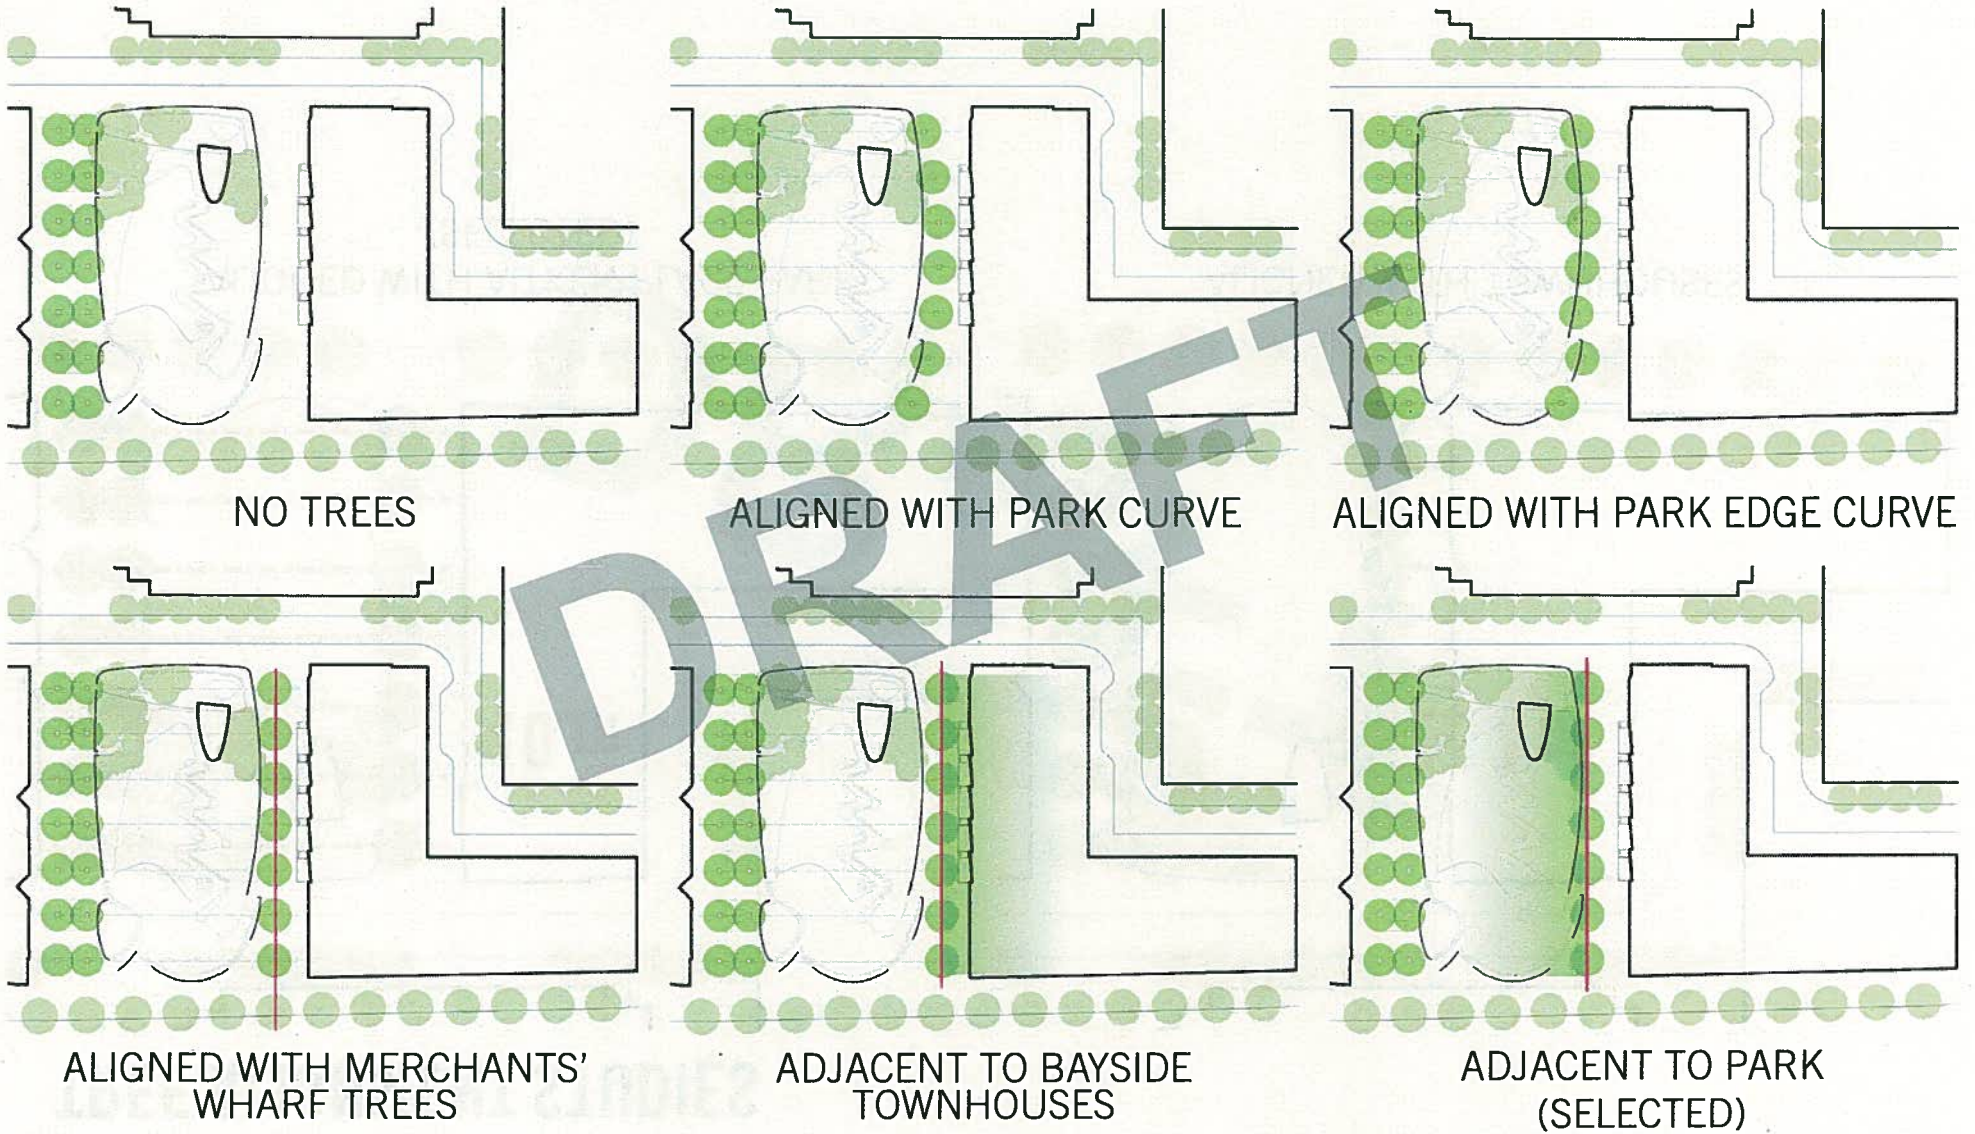 NO TREES
ALIGNED WITH PARK CURVE
ALIGNED WITH PARK EDGE CURVE
DRAFT
ALIGNED WITH MERCHANTS'
WHARF TREES
ADJACENT TO BAYSIDE
TOWNHOUSES
ADJACENT TO PARK
(SELECTED)